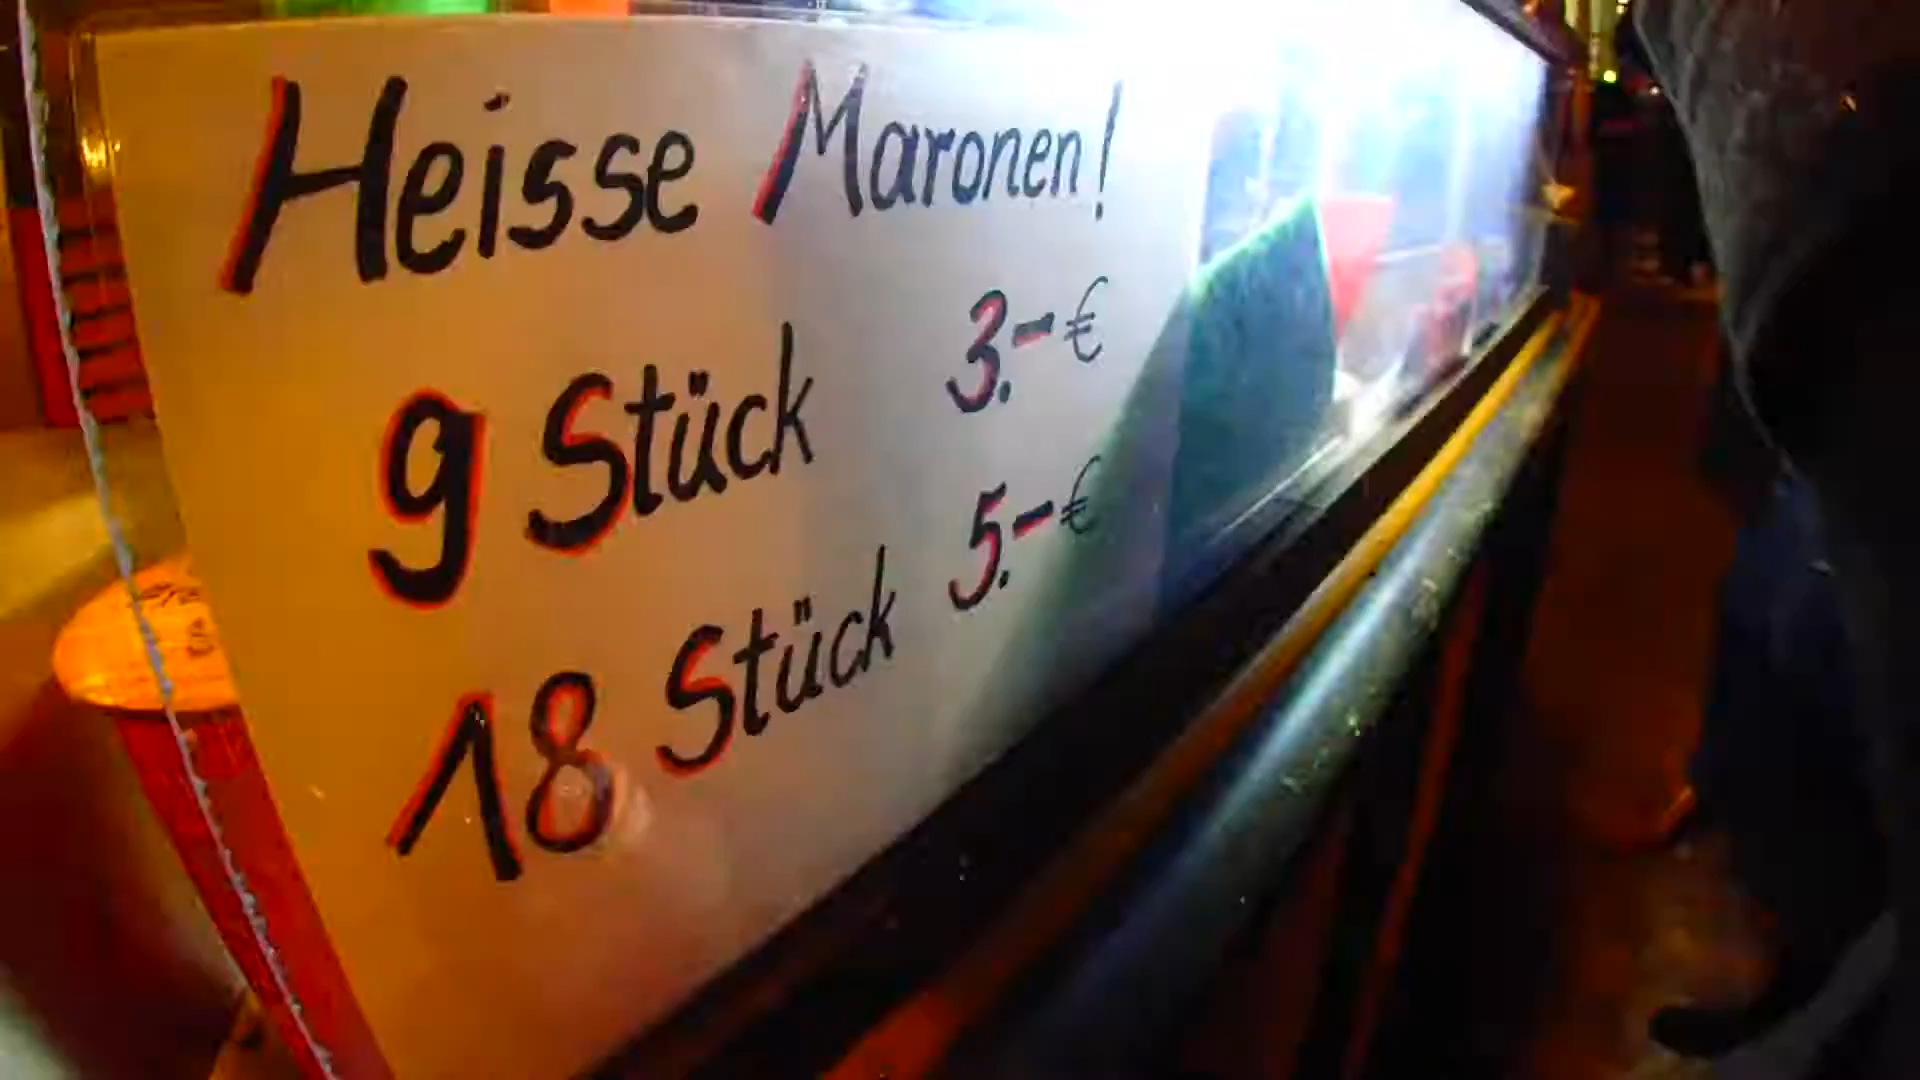 Heisse Maronen!
9 Stück 3.-€
18 Stück 5.-€